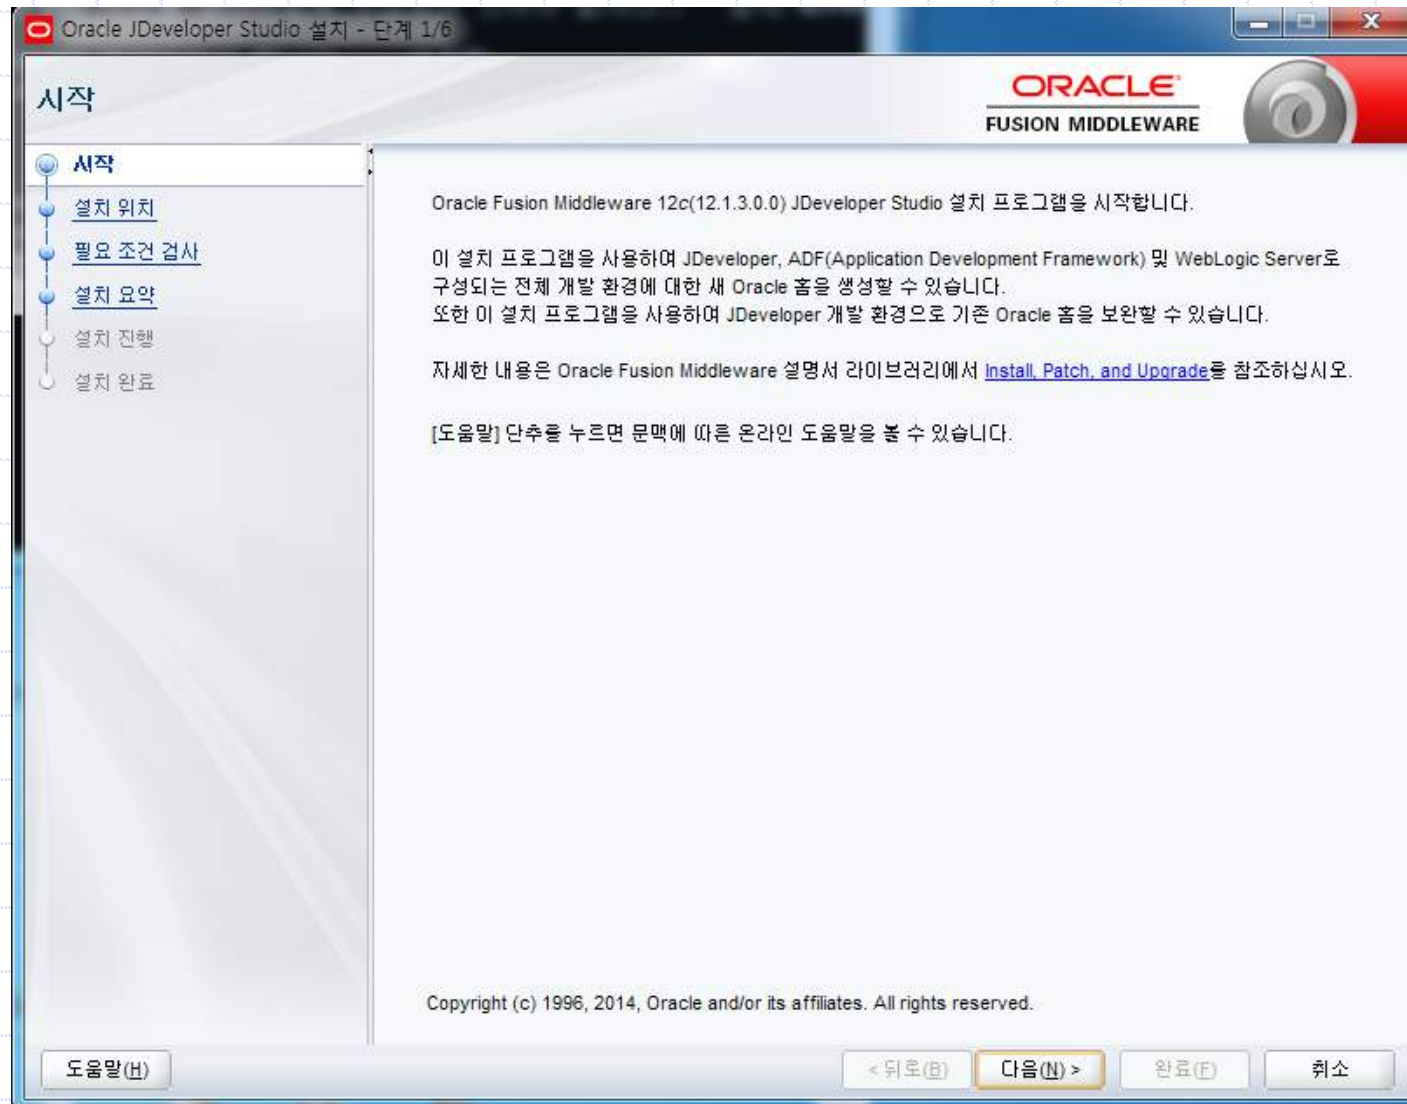 Oracle JDeveloper Studio 설치 - 단계 1/6
시작
ORACLE
FUSION MIDDLEWARE
시작
설치 위치
필요 조건 검사
설치 요약
설치 진행
설치 완료
Oracle Fusion Middleware 12c(12.1.3.0.0) JDeveloper Studio 설치 프로그램을 시작합니다.
이 설치 프로그램을 사용하여 JDeveloper, ADF(Application Development Framework) 및 WebLogic Server로
구성되는 전체 개발 환경에 대한 새 Oracle 홈을 생성할 수 있습니다.
또한 이 설치 프로그램을 사용하여 JDeveloper 개발 환경으로 기존 Oracle 홈을 보완할 수 있습니다.
자세한 내용은 Oracle Fusion Middleware 설명서 라이브러리에서 Install, Patch, and Upgrade를 참조하십시오.
[도움말] 단추를 누르면 문맥에 따른 온라인 도움말을 볼 수 있습니다.
Copyright (c) 1996, 2014, Oracle and/or its affiliates. All rights reserved.
도움말(H)
< 뒤로(B)
다음(N) >
완료(F)
취소